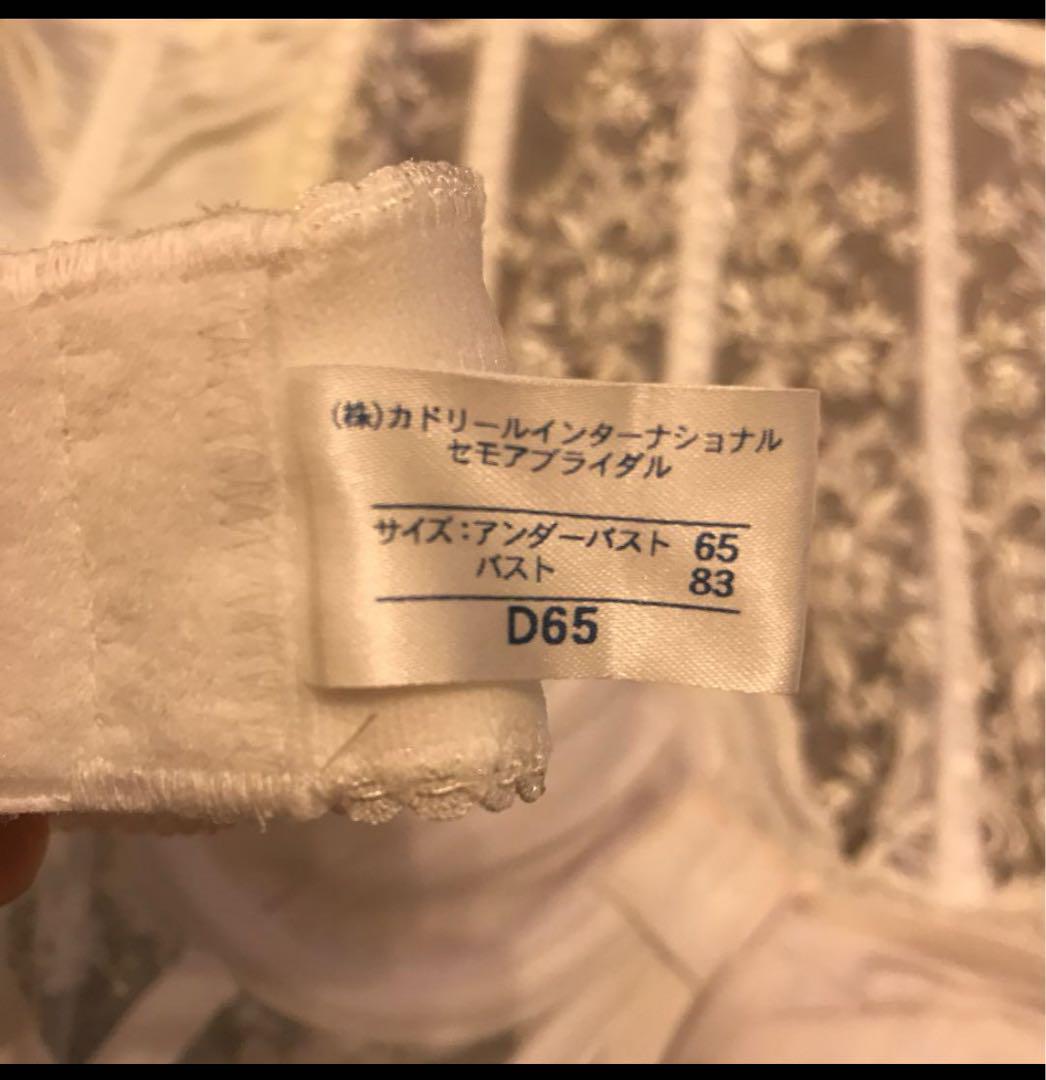 (株)カドリールインターナショナル
セモアブライダル
サイズ:アンダーバスト 65
バスト 83
D65